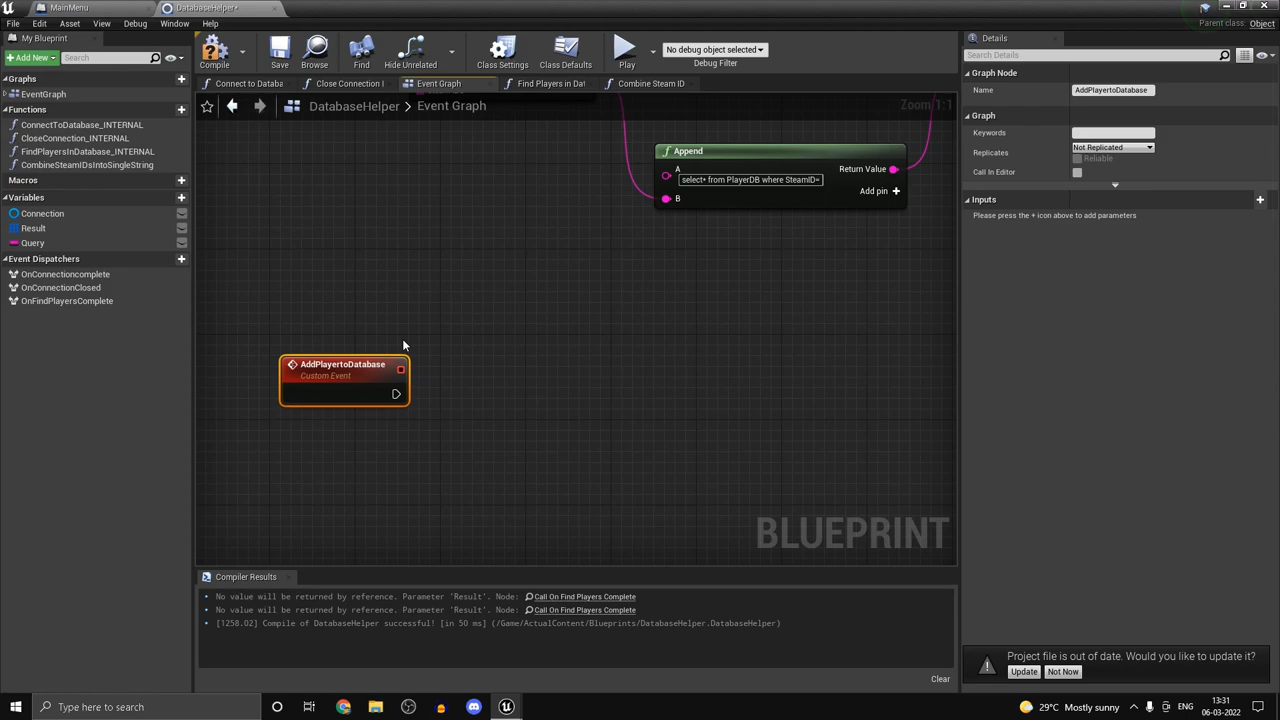 MainMenu
DatabaseHelper*
Parent class: Object
File Edit Asset View Debug Window Help
My Blueprint
+ Add New
Search
Graphs
EventGraph
Functions
ConnectToDatabase_INTERNAL
CloseConnection_INTERNAL
FindPlayersInDatabase_INTERNAL
CombineSteamIDsIntoSingleString
Macros
Variables
Connection
Result
Query
Event Dispatchers
OnConnectioncomplete
OnConnectionClosed
OnFindPlayersComplete
Compile
Save
Browse
Find
Hide Unrelated
Class Settings
Class Defaults
Play
No debug object selected
Debug Filter
Connect to Databa
Close Connection I
Event Graph
Find Players in Dat
Combine Steam ID
DatabaseHelper > Event Graph
Zoom 1:1
Append
A
select* from PlayerDB where SteamID=
B
Return Value
Add pin +
AddPlayertoDatabase
Custom Event
BLUEPRINT
Compiler Results
No value will be returned by reference. Parameter 'Result'. Node: Call On Find Players Complete
No value will be returned by reference. Parameter 'Result'. Node: Call On Find Players Complete
[1258.02] Compile of DatabaseHelper successful! [in 50 ms] (/Game/ActualContent/Blueprints/DatabaseHelper.DatabaseHelper)
Clear
Details
Search Details
Graph Node
Name AddPlayertoDatabase
Graph
Keywords
Replicates Not Replicated
Reliable
Call In Editor
Inputs
Please press the + icon above to add parameters
Project file is out of date. Would you like to update it?
Update Not Now
Type here to search
29°C Mostly sunny
ENG
13:31
06-03-2022